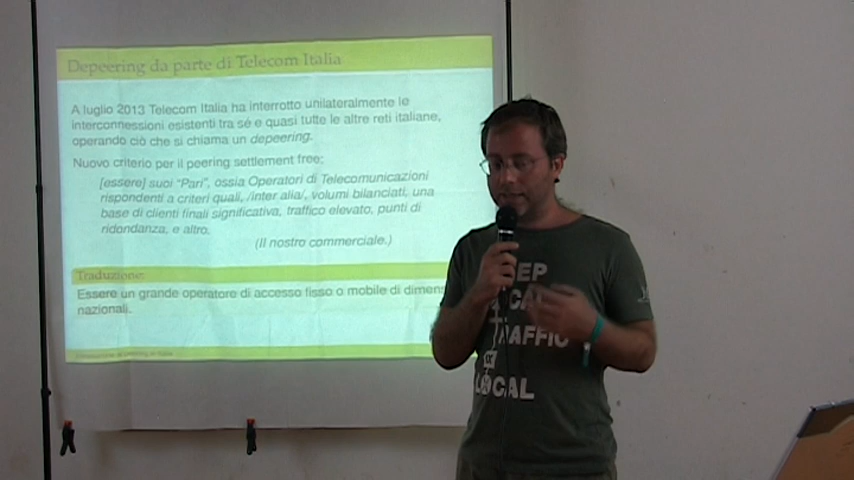 Depeering da parte di Telecom Italia
A luglio 2013 Telecom Italia ha interrotto unilateralmente le
interconnessioni esistenti tra sé e quasi tutte le altre reti italiane,
operando ciò che si chiama un depeering.
Nuovo criterio per il peering settlement free:
[essere] suoi "Pari", ossia Operatori di Telecomunicazioni
rispondenti a criteri quali, /inter alia/, volumi bilanciati, una
base di clienti finali significativa, traffico elevato, punti di
ridondanza, e altro.
(Il nostro commerciale.)
Traduzione:
Essere un grande operatore di accesso fisso o mobile di dimens
nazionali.
EP
CA
RAFFIC
LOCAL